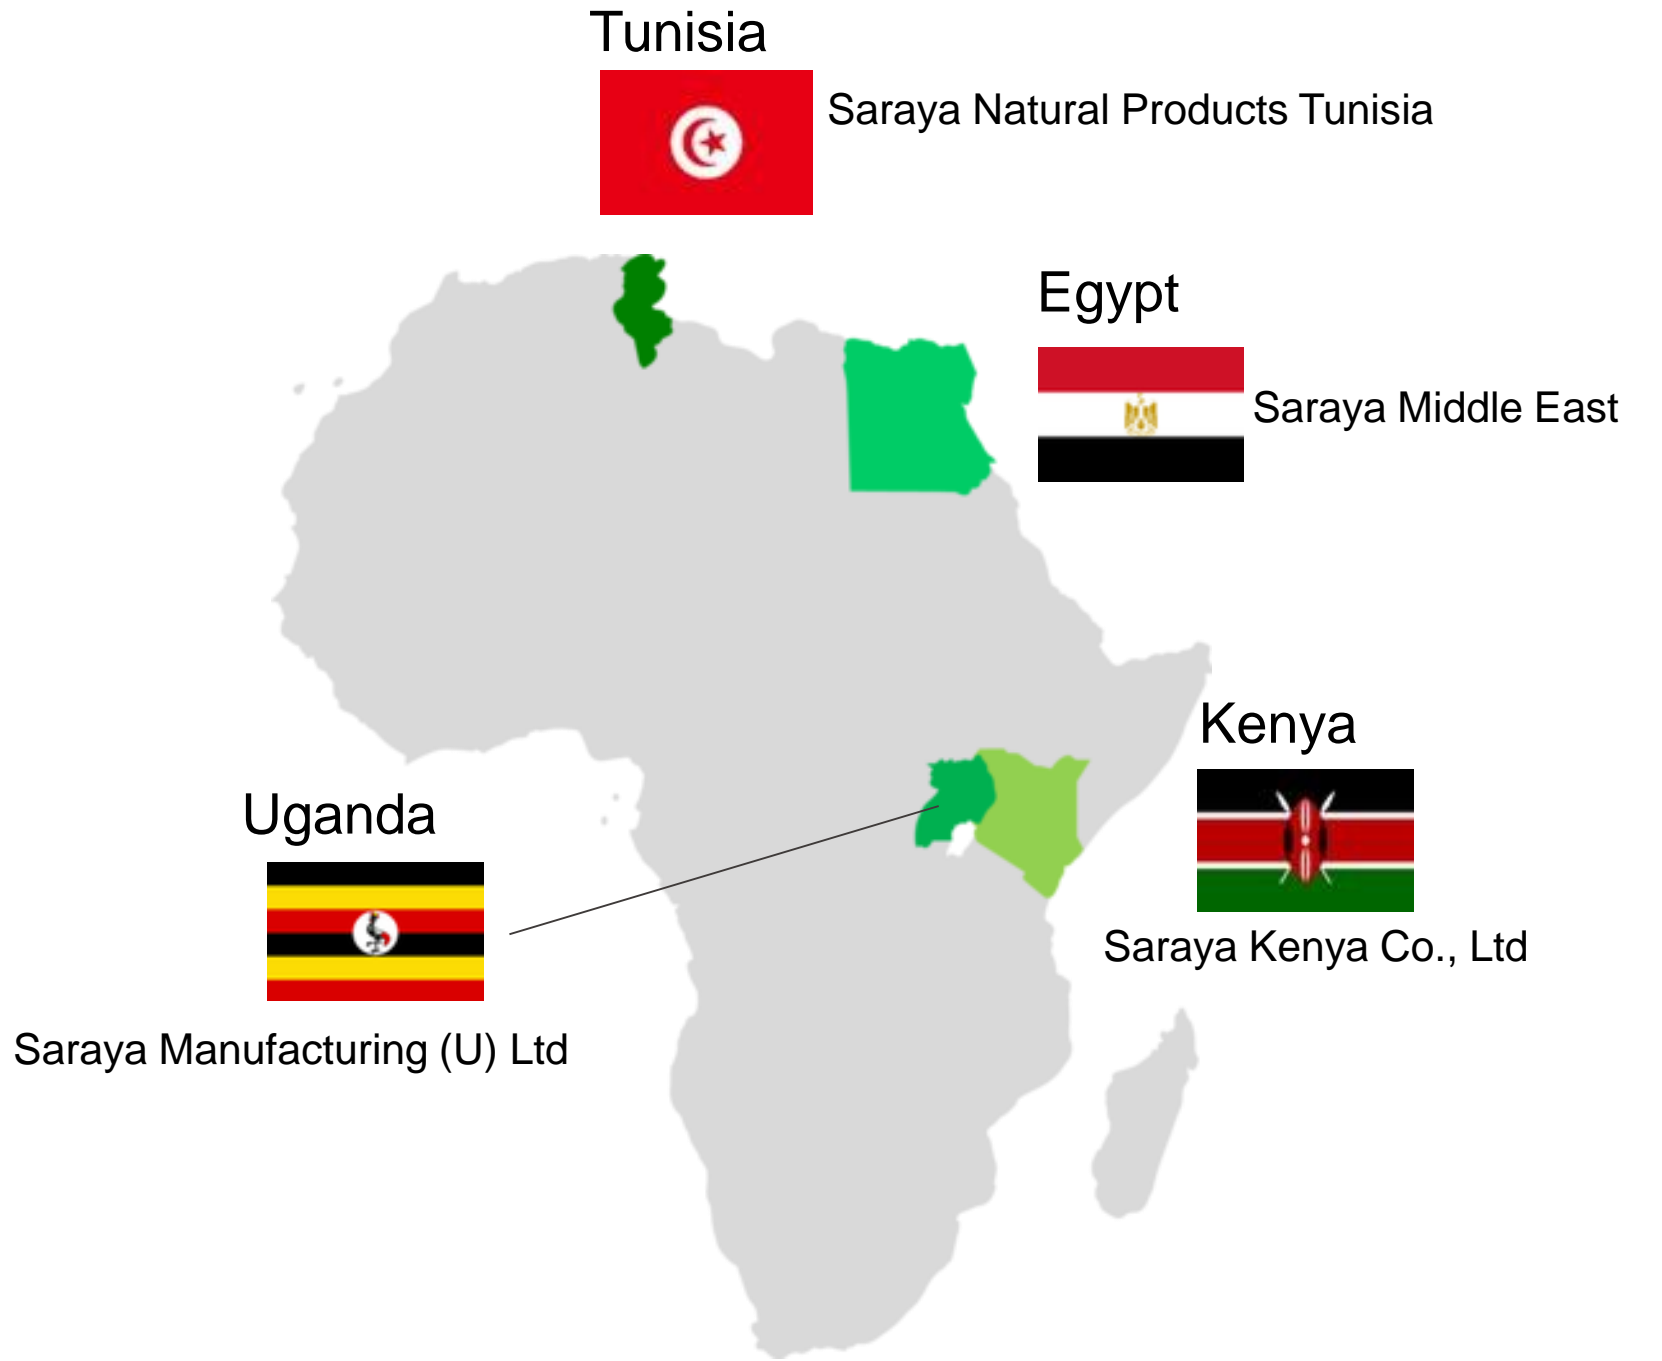 Tunisia
Saraya Natural Products Tunisia
Egypt
Saraya Middle East
Kenya
Saraya Kenya Co., Ltd
Uganda
Saraya Manufacturing (U) Ltd